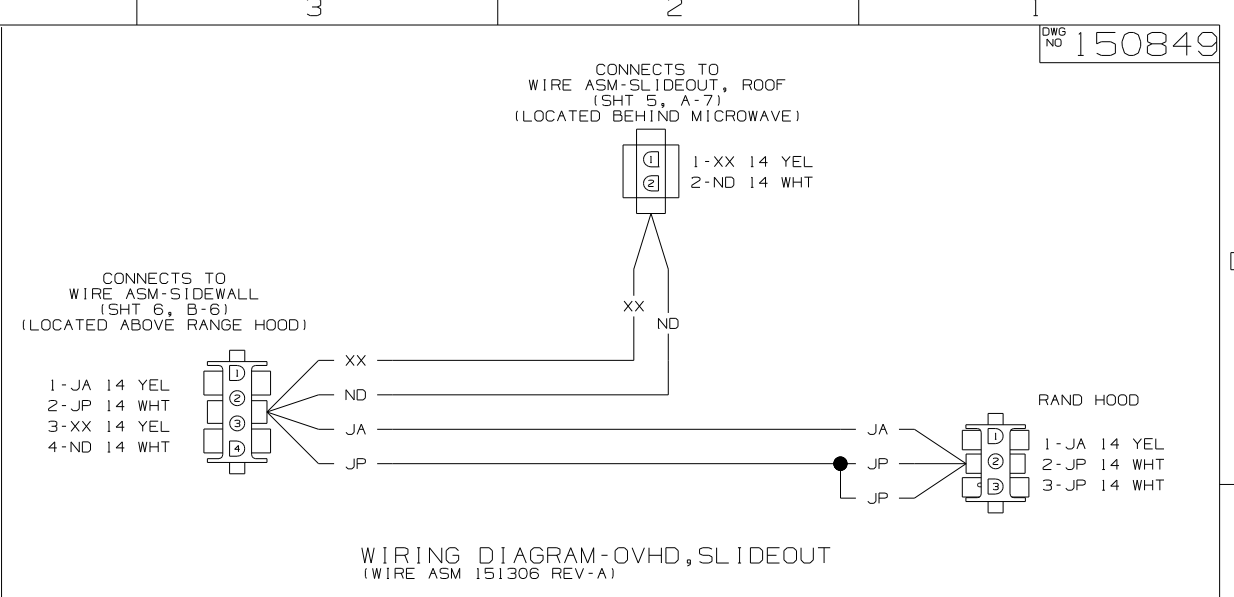 3 2 1
DWG NO 150849
CONNECTS TO
WIRE ASM-SLIDEOUT, ROOF
(SHT 5, A-7)
(LOCATED BEHIND MICROWAVE)
1 1-XX 14 YEL
2 2-ND 14 WHT
CONNECTS TO
WIRE ASM-SIDEWALL
(SHT 6, B-6)
(LOCATED ABOVE RANGE HOOD)
XX
ND
1-JA 14 YEL
2-JP 14 WHT
3-XX 14 YEL
4-ND 14 WHT
1
2
3
4
XX
ND
JA
JP
JA
JP
JP
RAND HOOD
1
2
3
1-JA 14 YEL
2-JP 14 WHT
3-JP 14 WHT
WIRING DIAGRAM-OVHD,SLIDEOUT
(WIRE ASM 151306 REV-A)